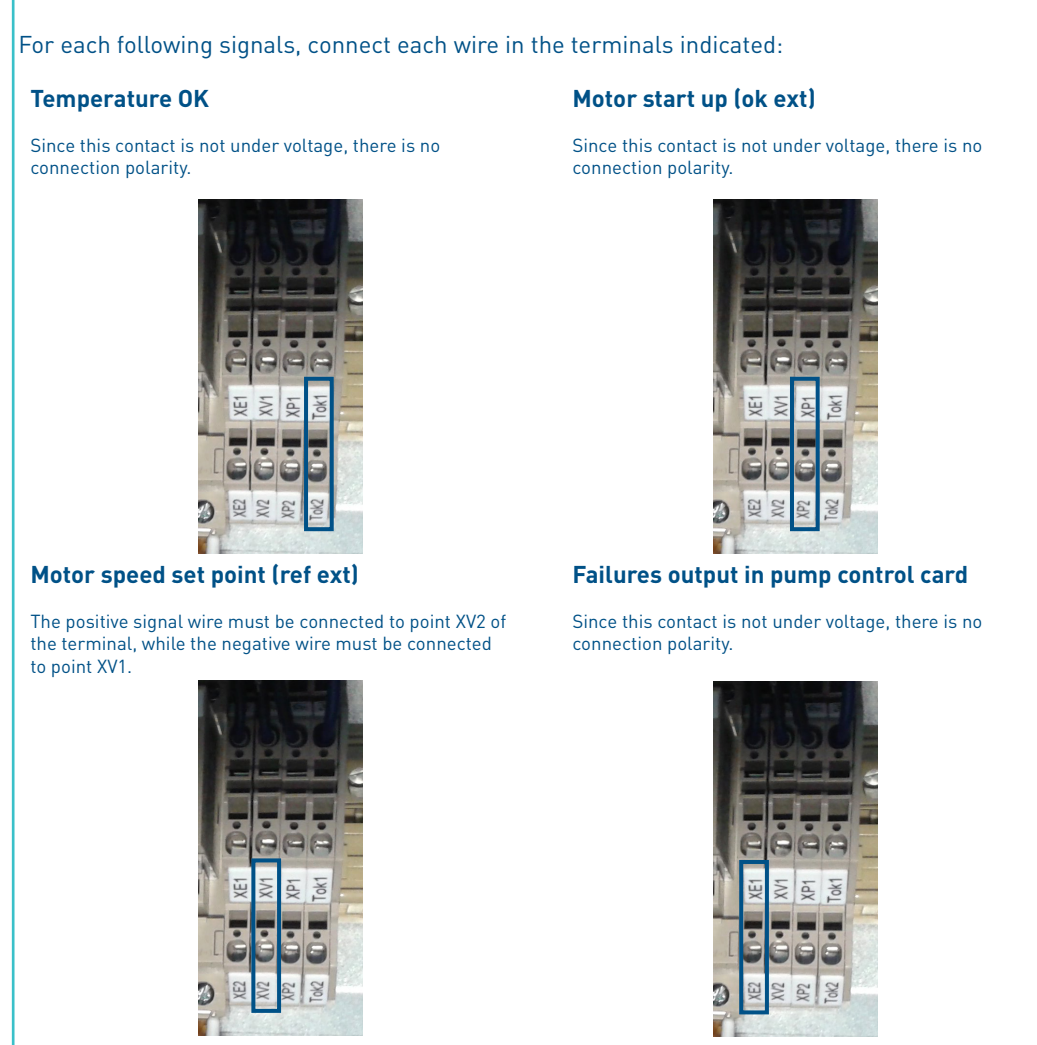 For each following signals, connect each wire in the terminals indicated:
Temperature OK
Since this contact is not under voltage, there is no
connection polarity.
XE1 XV1 XP1 Tok1
XE2 XV2 XP2 Tok2
Motor start up (ok ext)
Since this contact is not under voltage, there is no
connection polarity.
XE1 XV1 XP1 Tok1
XE2 XV2 XP2 Tok2
Motor speed set point (ref ext)
The positive signal wire must be connected to point XV2 of
the terminal, while the negative wire must be connected
to point XV1.
XE1 XV1 XP1 Tok1
XE2 XV2 XP2 Tok2
Failures output in pump control card
Since this contact is not under voltage, there is no
connection polarity.
XE1 XV1 XP1 Tok1
XE2 XV2 XP2 Tok2